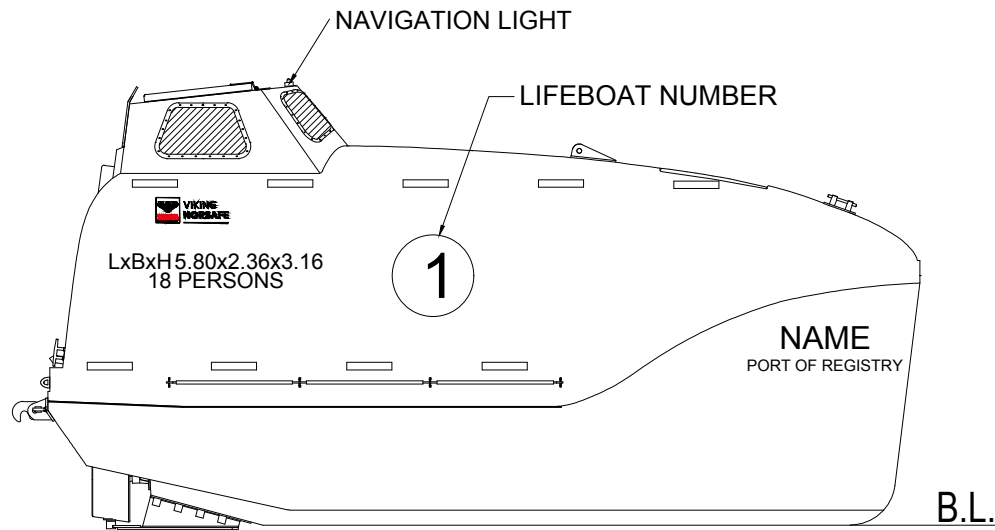 NAVIGATION LIGHT
LIFEBOAT NUMBER
VIKING
NORSAFE
LxBxH 5.80x2.36x3.16
18 PERSONS
1
NAME
PORT OF REGISTRY
B.L.